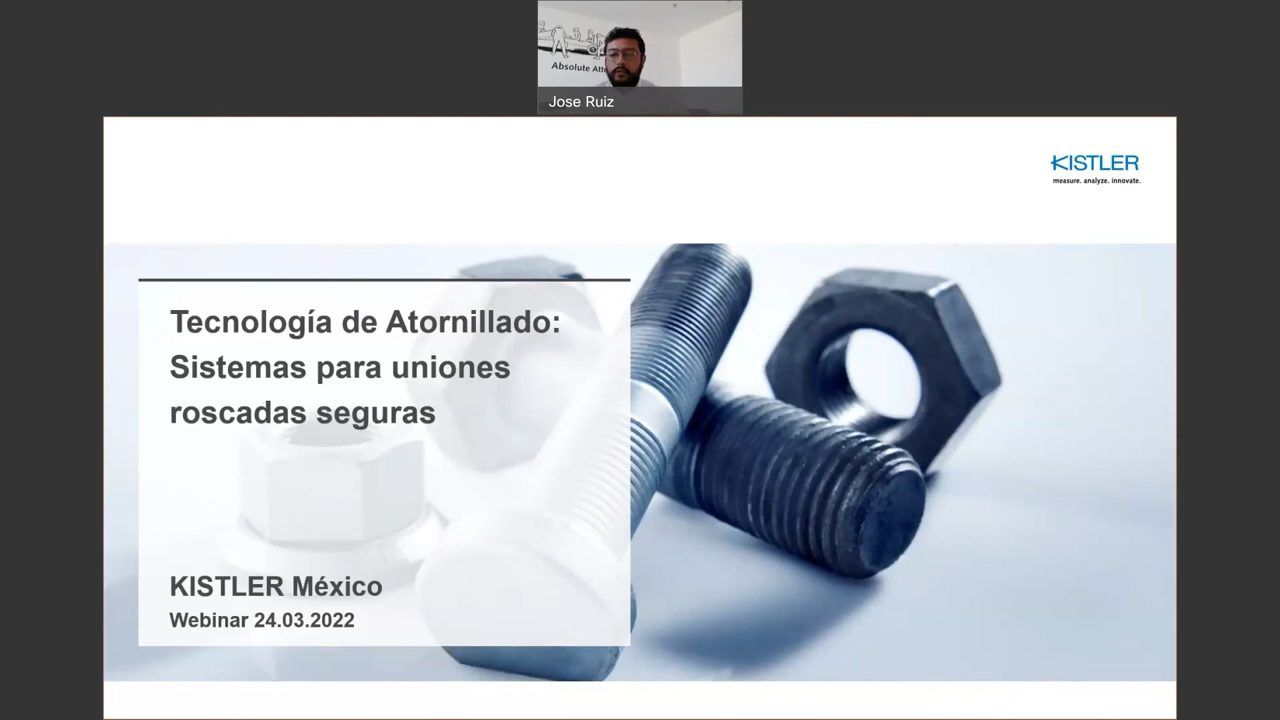 Absolute Atte
Jose Ruiz
KISTLER
measure. analyze. innovate.
Tecnología de Atornillado:
Sistemas para uniones
roscadas seguras
KISTLER México
Webinar 24.03.2022